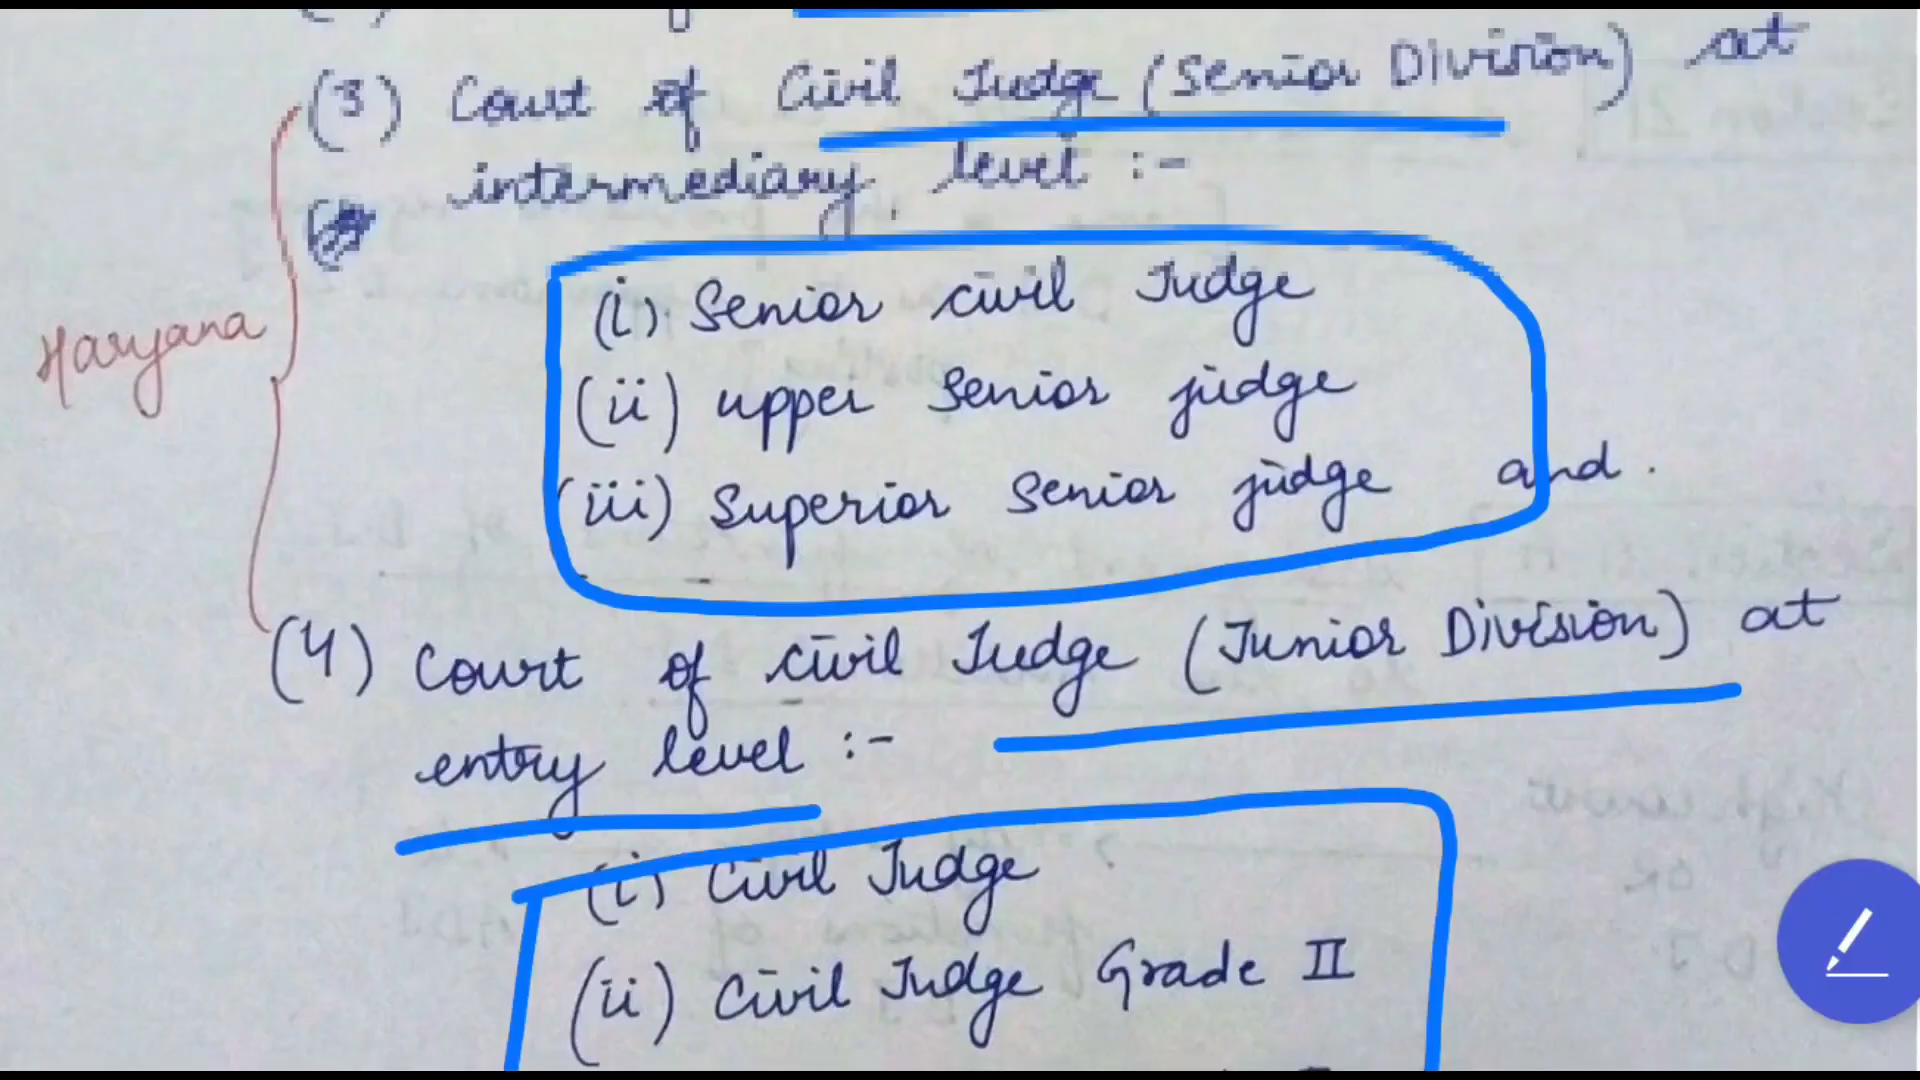 (3) Court of Civil Judge (Senior Division) at
intermediary level :-
Haryana
(i) Senior civil Judge
(ii) upper Senior judge
(iii) Superior Senior judge and.
(4) Court of civil Judge (Junior Division) at
entry level :-
(i) Civil Judge
(ii) Civil Judge Grade II